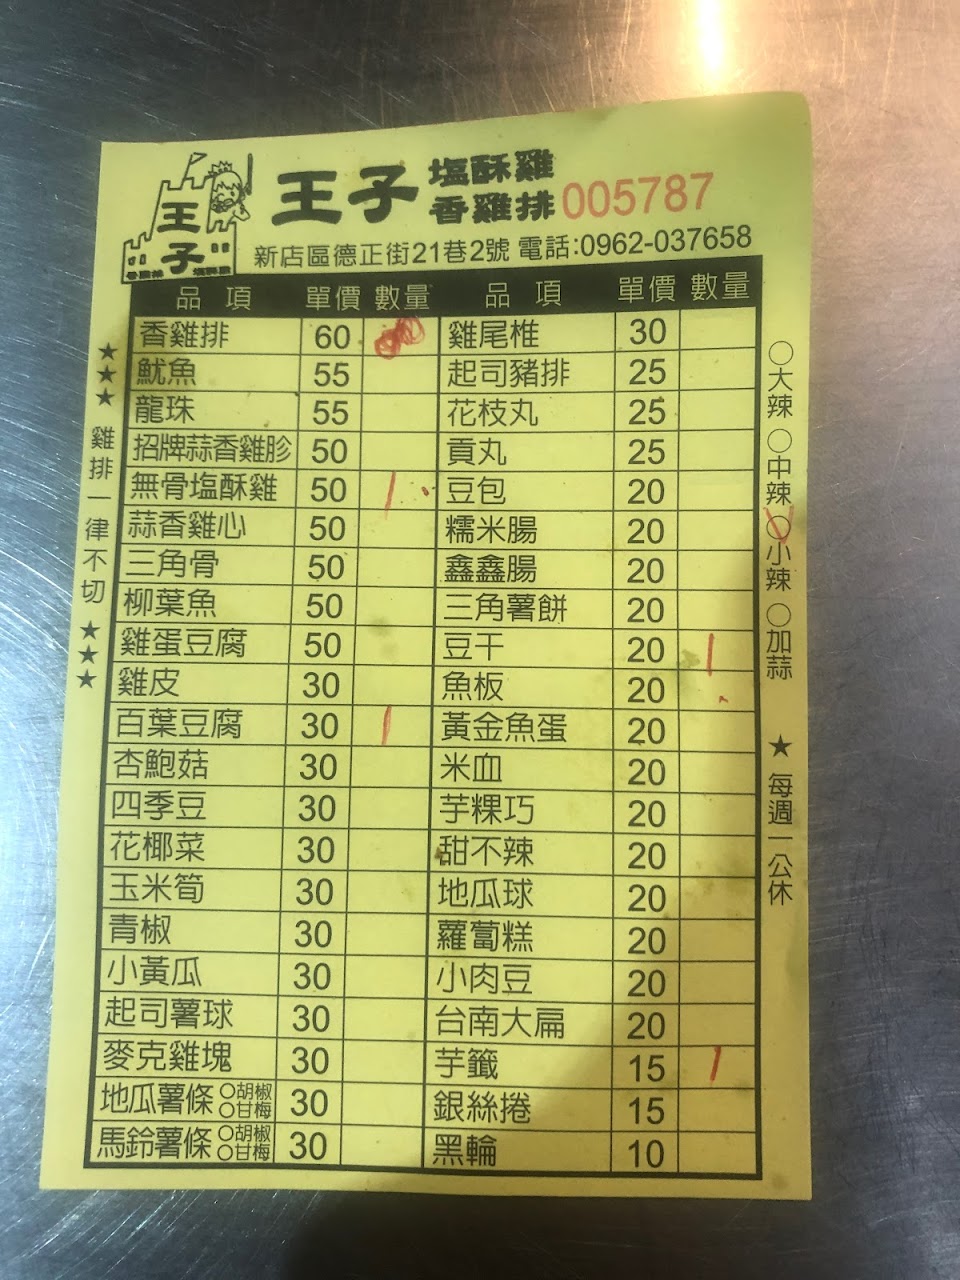 王子 塩酥雞
香雞排 005787
王
子
香雞排 塩酥雞
新店區德正街21巷2號 電話:0962-037658
品 項 單價 數量 品 項 單價 數量
香雞排 60 雞尾椎 30
魷魚 55 起司豬排 25
龍珠 55 花枝丸 25
招牌蒜香雞胗 50 貢丸 25
無骨塩酥雞 50 / 豆包 20
蒜香雞心 50 糯米腸 20
三角骨 50 鑫鑫腸 20
柳葉魚 50 三角薯餅 20
雞蛋豆腐 50 豆干 20 /
雞皮 30 魚板 20
百葉豆腐 30 / 黃金魚蛋 20
杏鮑菇 30 米血 20
四季豆 30 芋粿巧 20
花椰菜 30 甜不辣 20
玉米筍 30 地瓜球 20
青椒 30 蘿蔔糕 20
小黃瓜 30 小肉豆 20
起司薯球 30 台南大扁 20
麥克雞塊 30 芋籤 15 /
地瓜薯條 ○胡椒 ○甘梅 30 銀絲捲 15
馬鈴薯條 ○胡椒 ○甘梅 30 黑輪 10
★★★ 雞排一律不切 ★★★
○大辣 ○中辣 ○小辣 ○加蒜 ★ 每週一公休